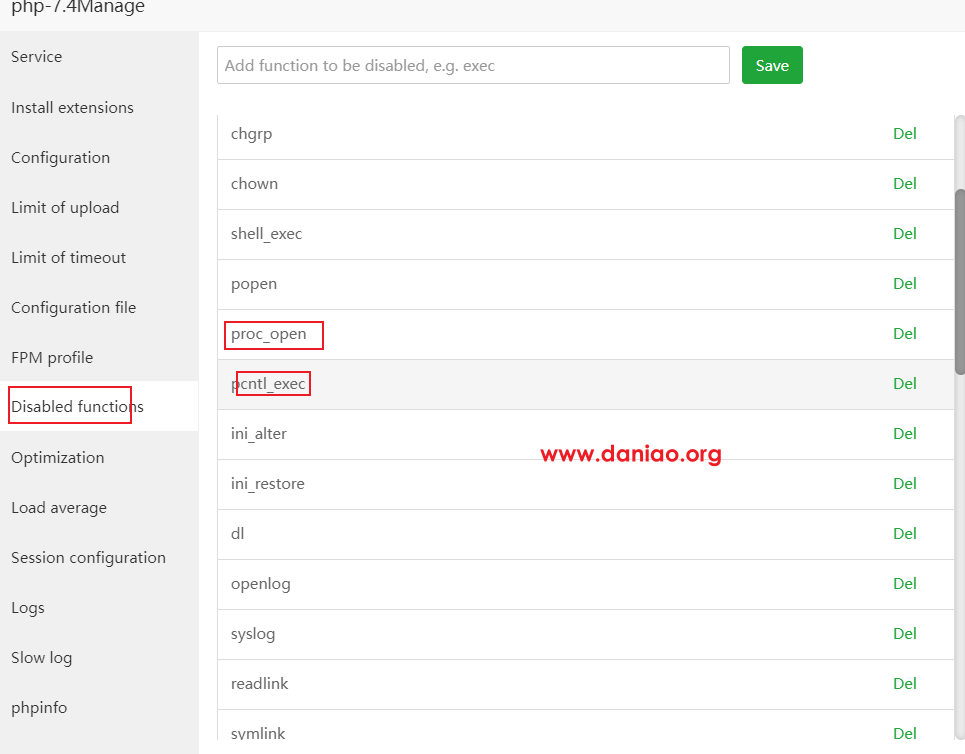 php-7.4Manage
Service
Install extensions
Configuration
Limit of upload
Limit of timeout
Configuration file
FPM profile
Disabled functions
Optimization
Load average
Session configuration
Logs
Slow log
phpinfo
Add function to be disabled, e.g. exec
Save
chgrp Del
chown Del
shell_exec Del
popen Del
proc_open Del
pcntl_exec Del
ini_alter Del
www.daniao.org
ini_restore Del
dl Del
openlog Del
syslog Del
readlink Del
symlink Del